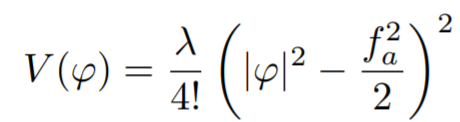 V(φ) = λ/4! (|φ|² − f_a²/2)²